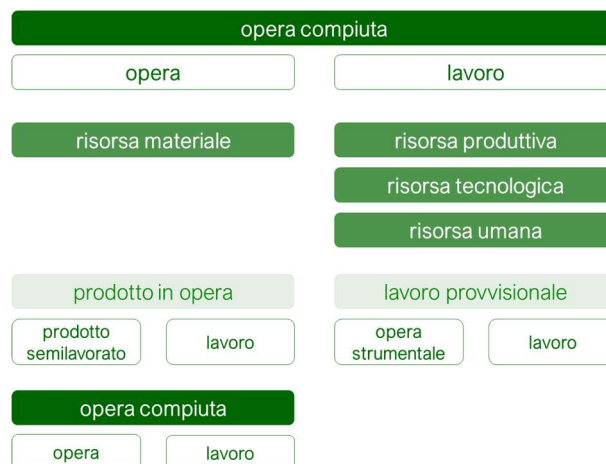 opera compiuta
opera
lavoro
risorsa materiale
risorsa produttiva
risorsa tecnologica
risorsa umana
prodotto in opera
lavoro provvisionale
prodotto
semilavorato
lavoro
opera
strumentale
lavoro
opera compiuta
opera
lavoro